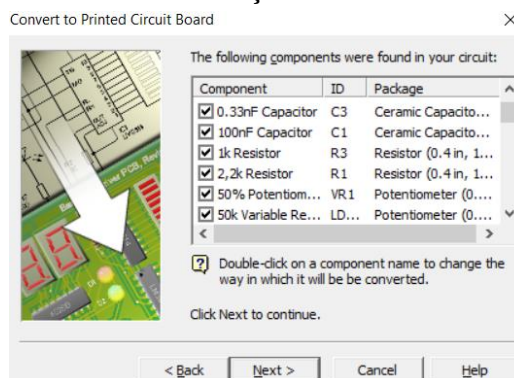 Convert to Printed Circuit Board
The following components were found in your circuit:
Component ID Package
0.33nF Capacitor C3 Ceramic Capacito...
100nF Capacitor C1 Ceramic Capacito...
1k Resistor R3 Resistor (0.4 in, 1...
2,2k Resistor R1 Resistor (0.4 in, 1...
50% Potentiom... VR1 Potentiometer (0....
50k Variable Re... LD... Potentiometer (0....
Double-click on a component name to change the
way in which it will be be converted.
Click Next to continue.
< Back Next > Cancel Help